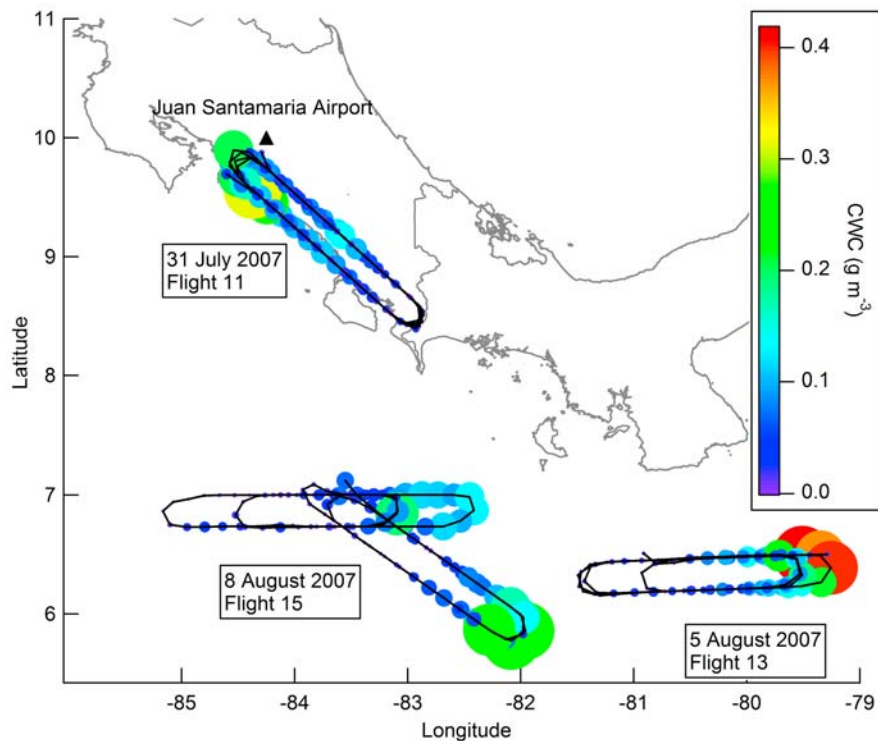 11
10
9
8
7
6
Latitude
Juan Santamaria Airport
31 July 2007
Flight 11
8 August 2007
Flight 15
5 August 2007
Flight 13
0.4
0.3
0.2
0.1
0.0
CWC (g m⁻³)
-85
-84
-83
-82
-81
-80
-79
Longitude